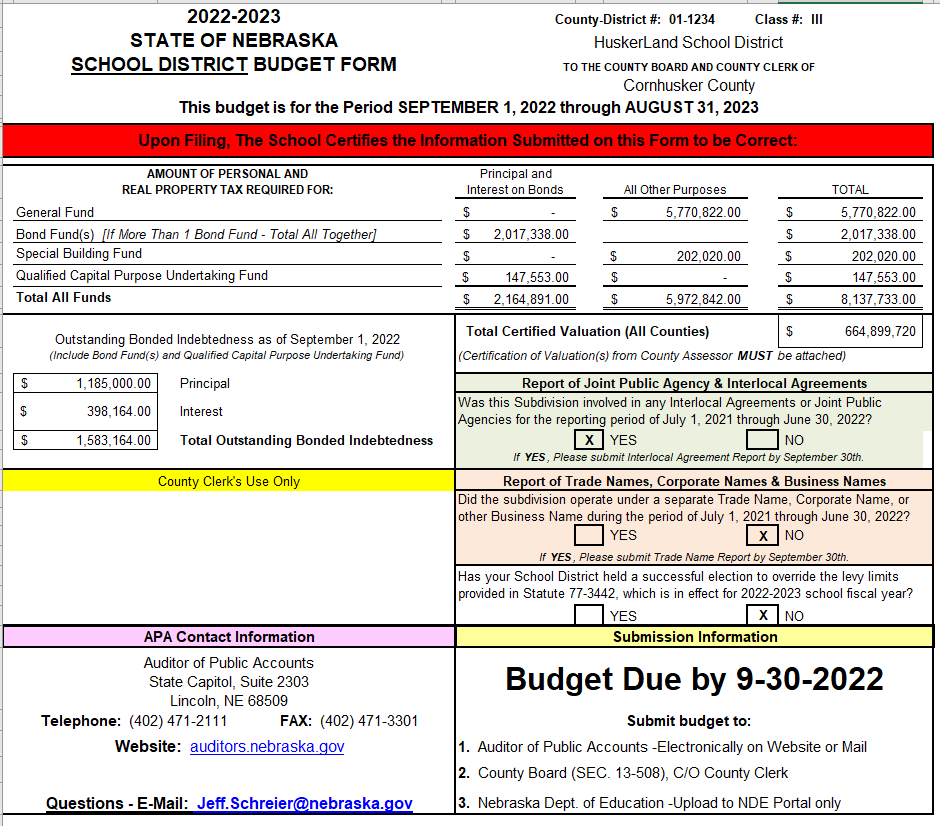 2022-2023
STATE OF NEBRASKA
SCHOOL DISTRICT BUDGET FORM
County-District #: 01-1234 Class #: III
HuskerLand School District
TO THE COUNTY BOARD AND COUNTY CLERK OF
Cornhusker County
This budget is for the Period SEPTEMBER 1, 2022 through AUGUST 31, 2023
Upon Filing, The School Certifies the Information Submitted on this Form to be Correct:
AMOUNT OF PERSONAL AND
REAL PROPERTY TAX REQUIRED FOR:
Principal and
Interest on Bonds All Other Purposes TOTAL
General Fund $ - $ 5,770,822.00 $ 5,770,822.00
Bond Fund(s) [If More Than 1 Bond Fund - Total All Together] $ 2,017,338.00 $ 2,017,338.00
Special Building Fund $ - $ 202,020.00 $ 202,020.00
Qualified Capital Purpose Undertaking Fund $ 147,553.00 $ - $ 147,553.00
Total All Funds $ 2,164,891.00 $ 5,972,842.00 $ 8,137,733.00
Outstanding Bonded Indebtedness as of September 1, 2022
(Include Bond Fund(s) and Qualified Capital Purpose Undertaking Fund)
$ 1,185,000.00 Principal
$ 398,164.00 Interest
$ 1,583,164.00 Total Outstanding Bonded Indebtedness
Total Certified Valuation (All Counties) $ 664,899,720
(Certification of Valuation(s) from County Assessor MUST be attached)
Report of Joint Public Agency & Interlocal Agreements
Was this Subdivision involved in any Interlocal Agreements or Joint Public
Agencies for the reporting period of July 1, 2021 through June 30, 2022?
X YES NO
If YES, Please submit Interlocal Agreement Report by September 30th.
County Clerk's Use Only
Report of Trade Names, Corporate Names & Business Names
Did the subdivision operate under a separate Trade Name, Corporate Name, or
other Business Name during the period of July 1, 2021 through June 30, 2022?
YES X NO
If YES, Please submit Trade Name Report by September 30th.
Has your School District held a successful election to override the levy limits
provided in Statute 77-3442, which is in effect for 2022-2023 school fiscal year?
YES X NO
APA Contact Information
Auditor of Public Accounts
State Capitol, Suite 2303
Lincoln, NE 68509
Telephone: (402) 471-2111 FAX: (402) 471-3301
Website: auditors.nebraska.gov
Questions - E-Mail: Jeff.Schreier@nebraska.gov
Submission Information
Budget Due by 9-30-2022
Submit budget to:
1. Auditor of Public Accounts -Electronically on Website or Mail
2. County Board (SEC. 13-508), C/O County Clerk
3. Nebraska Dept. of Education -Upload to NDE Portal only